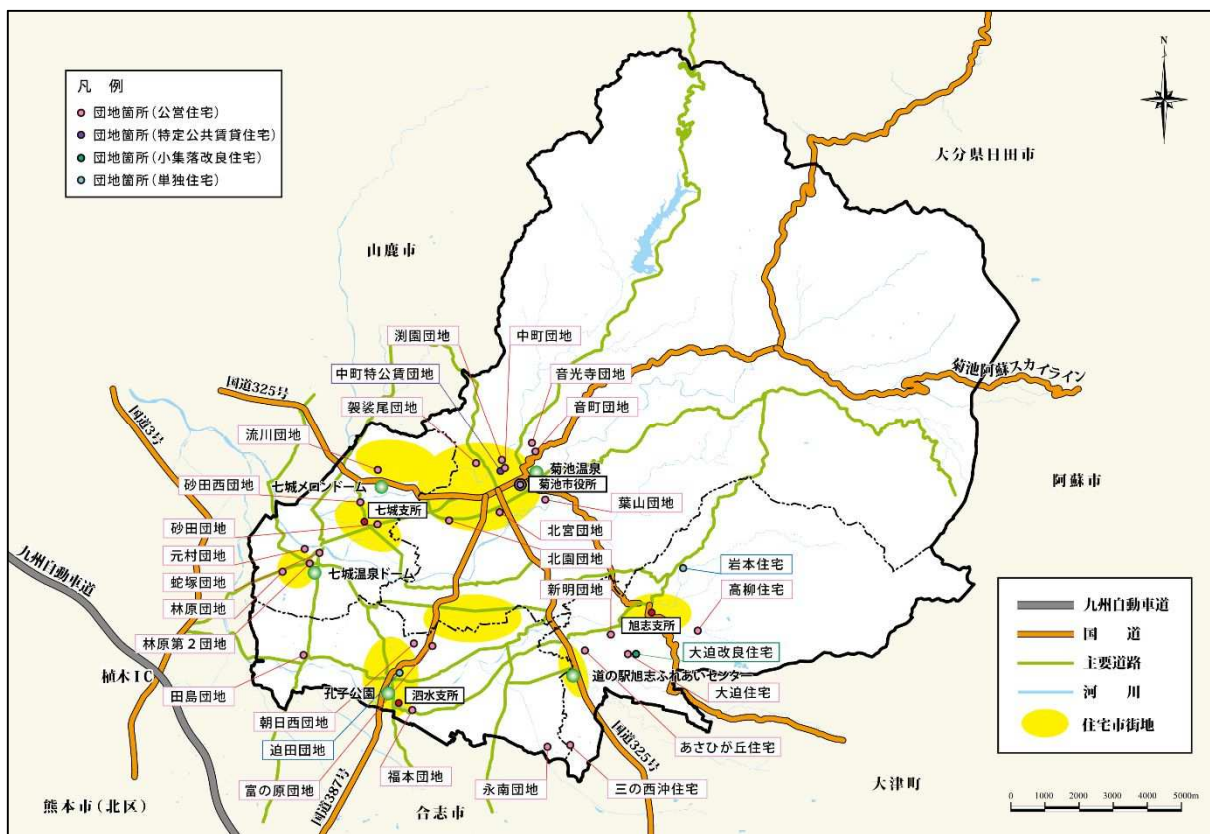 凡 例
団地箇所(公営住宅)
団地箇所(特定公共賃貸住宅)
団地箇所(小集落改良住宅)
団地箇所(単独住宅)
N
大分県日田市
山鹿市
渕園団地
中町団地
中町特公賃団地
音光寺団地
袈裟尾団地
音町団地
菊池阿蘇スカイライン
国道325号
国道3号
流川団地
菊池温泉
菊池市役所
阿蘇市
砂田西団地
七城メロンドーム
葉山団地
七城支所
砂田団地
北宮団地
元村団地
北園団地
岩本住宅
九州自動車道
蛇塚団地
七城温泉ドーム
新明団地
高柳住宅
林原団地
旭志支所
林原第2団地
大迫改良住宅
植木IC
道の駅旭志ふれあいセンター
大迫住宅
田島団地
孔子公園
泗水支所
朝日西団地
あさひが丘住宅
迫田団地
国道325号
福本団地
永南団地
三の西沖住宅
富の原団地
国道387号
大津町
熊本市(北区)
合志市
九州自動車道
国 道
主要道路
河 川
住宅市街地
0 1000 2000 3000 4000 5000m